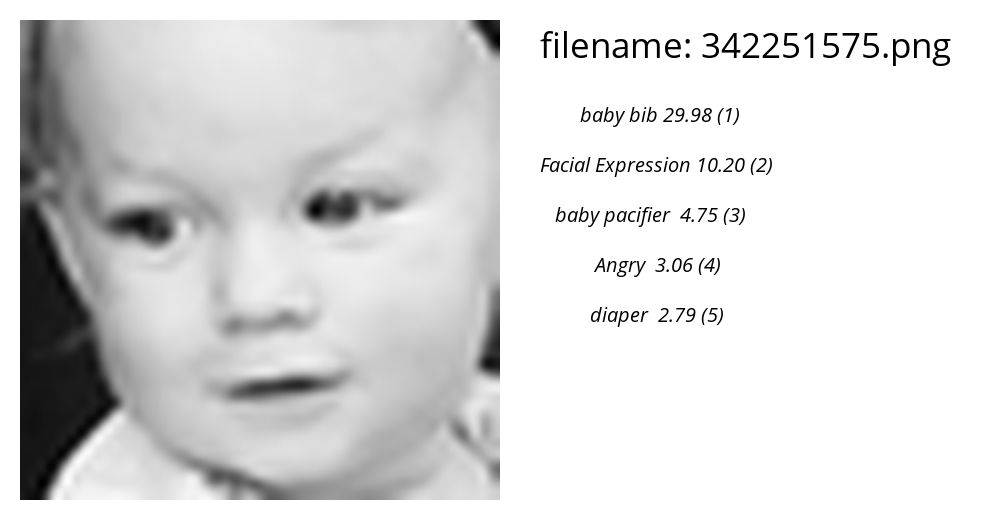 filename: 342251575.png
baby bib 29.98 (1)
Facial Expression 10.20 (2)
baby pacifier 4.75 (3)
Angry 3.06 (4)
diaper 2.79 (5)